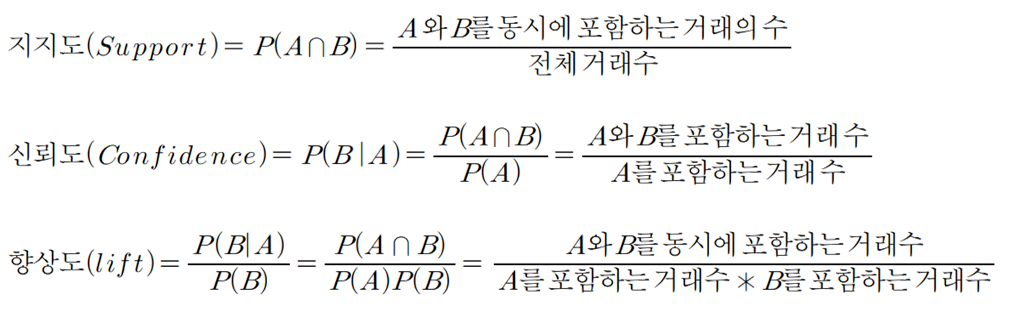 지지도(Support) = P(A∩B) = A와 B를 동시에 포함하는 거래의 수 / 전체 거래수
신뢰도(Confidence) = P(B|A) = P(A∩B) / P(A) = A와 B를 포함하는 거래 수 / A를 포함하는 거래 수
향상도(lift) = P(B|A) / P(B) = P(A∩B) / P(A)P(B) = A와 B를 동시에 포함하는 거래수 / A를 포함하는 거래수 * B를 포함하는 거래수